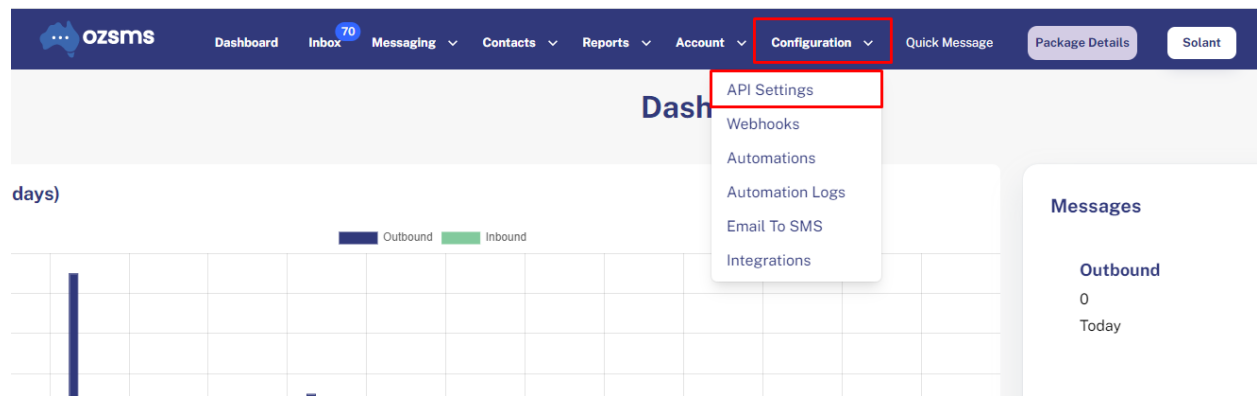 ozsms
Dashboard Inbox 70 Messaging Contacts Reports Account Configuration Quick Message Package Details Solant
API Settings
Dash
Webhooks
Automations
days)
Automation Logs
Messages
Email To SMS
Outbound Inbound
Integrations
Outbound
0
Today